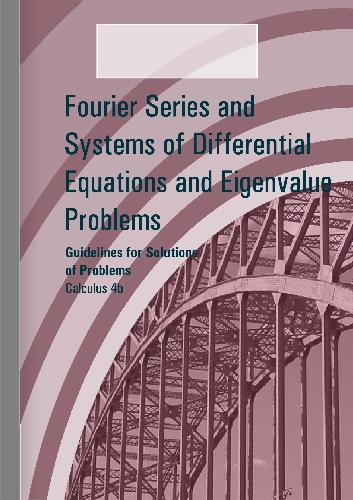 Fourier Series and
Systems of Differential
Equations and Eigenvalue
Problems
Guidelines for Solutions
of Problems
Calculus 4b